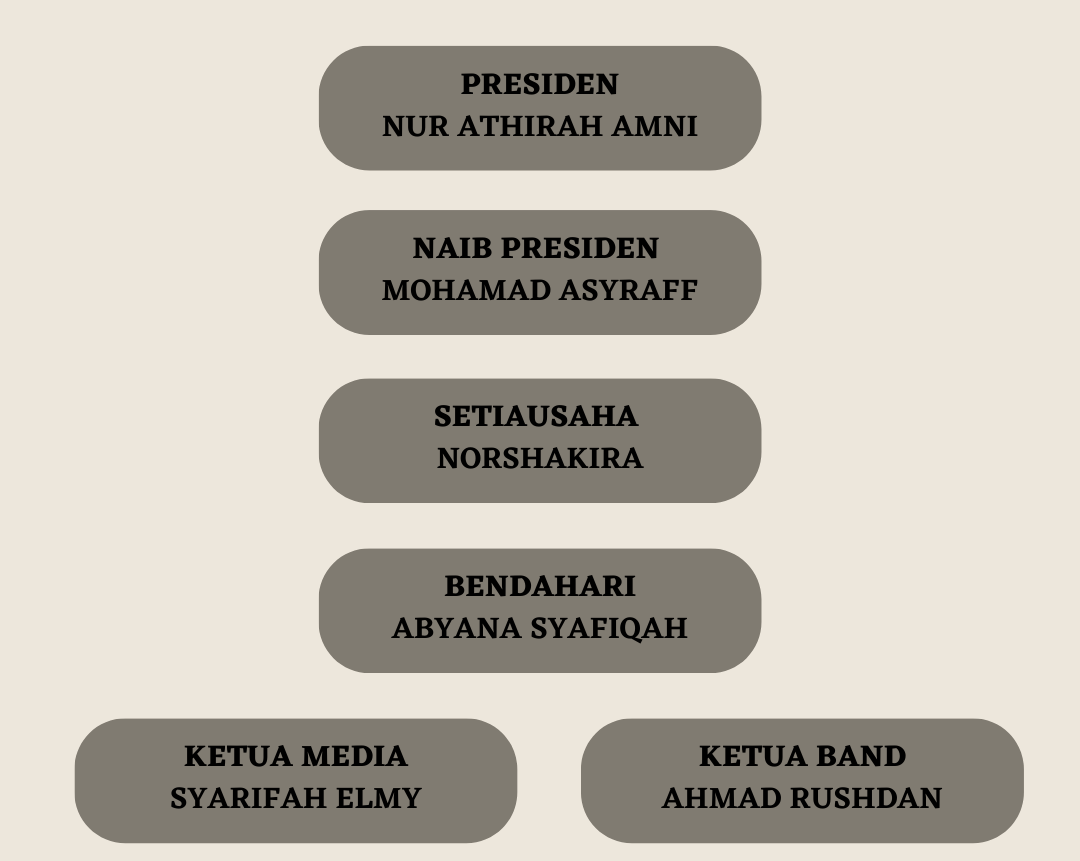 PRESIDEN
NUR ATHIRAH AMNI
NAIB PRESIDEN
MOHAMAD ASYRAFF
SETIAUSAHA
NORSHAKIRA
BENDAHARI
ABYANA SYAFIQAH
KETUA MEDIA
SYARIFAH ELMY
KETUA BAND
AHMAD RUSHDAN